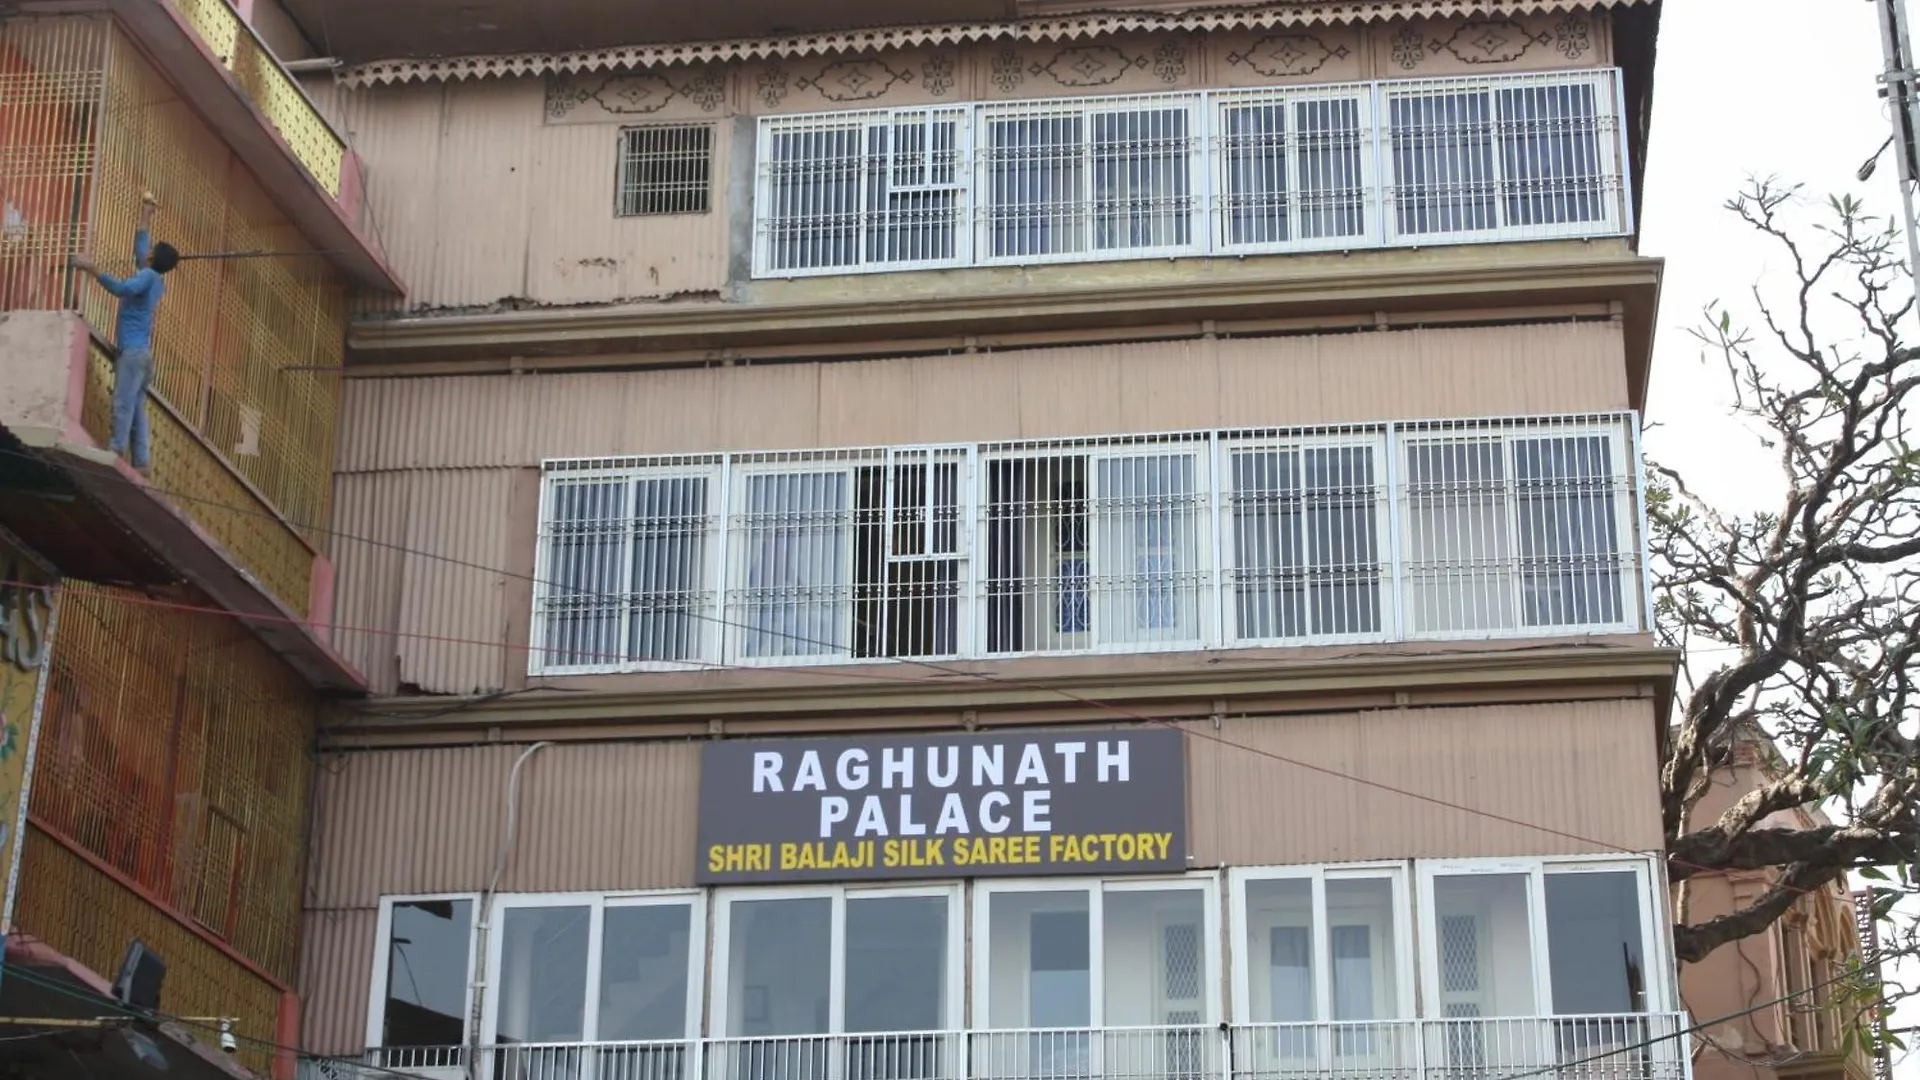 RAGHUNATH
PALACE
SHRI BALAJI SILK SAREE FACTORY